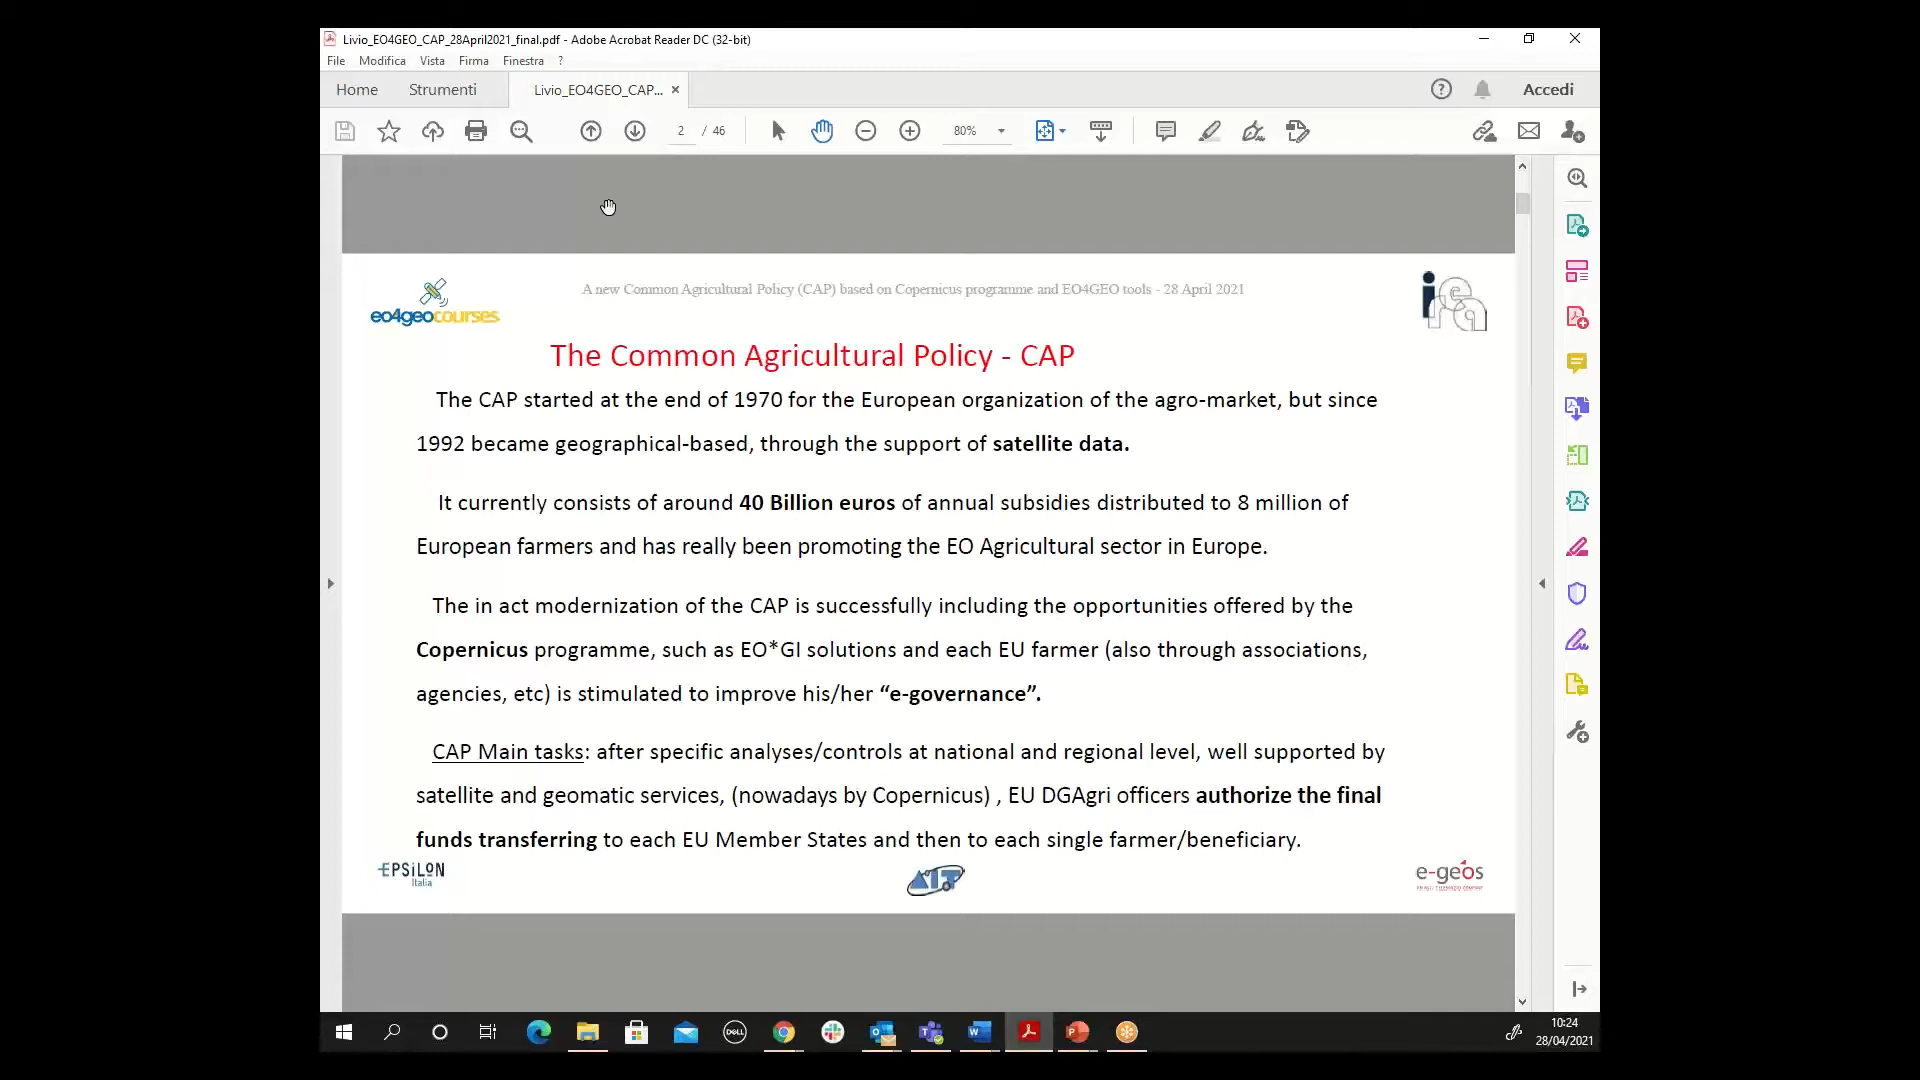 Livio_EO4GEO_CAP_28April2021_final.pdf - Adobe Acrobat Reader DC (32-bit)
File Modifica Vista Firma Finestra ?
Home Strumenti Livio_EO4GEO_CAP... × Accedi
2 / 46 80%
eo4geocourses
A new Common Agricultural Policy (CAP) based on Copernicus programme and EO4GEO tools - 28 April 2021
irea
The Common Agricultural Policy - CAP
The CAP started at the end of 1970 for the European organization of the agro-market, but since
1992 became geographical-based, through the support of satellite data.
It currently consists of around 40 Billion euros of annual subsidies distributed to 8 million of
European farmers and has really been promoting the EO Agricultural sector in Europe.
The in act modernization of the CAP is successfully including the opportunities offered by the
Copernicus programme, such as EO*GI solutions and each EU farmer (also through associations,
agencies, etc) is stimulated to improve his/her “e-governance”.
CAP Main tasks: after specific analyses/controls at national and regional level, well supported by
satellite and geomatic services, (nowadays by Copernicus) , EU DGAgri officers authorize the final
funds transferring to each EU Member States and then to each single farmer/beneficiary.
EPSILON
Italia
AIT
e-geos
DELL
10:24
28/04/2021